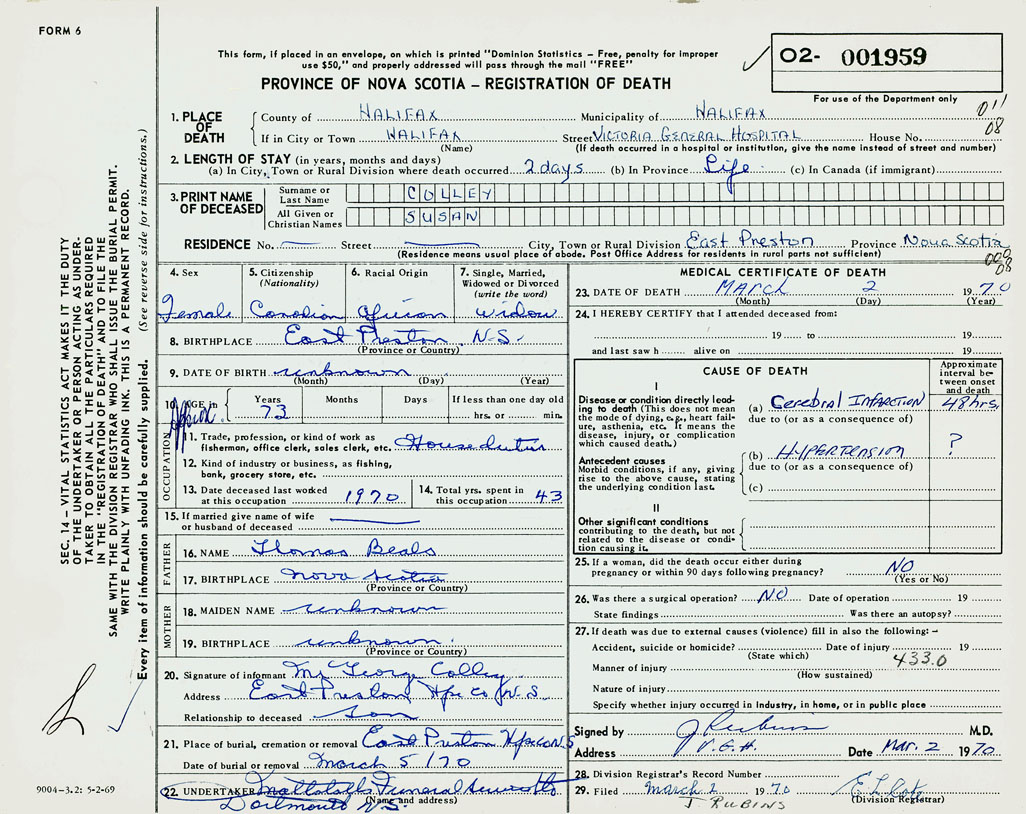 FORM 6
This form, if placed in an envelope, on which is printed "Dominion Statistics – Free, penalty for improper
use $50," and properly addressed will pass through the mail "FREE"
O2- 001959
For use of the Department only
PROVINCE OF NOVA SCOTIA – REGISTRATION OF DEATH
011
08
1. PLACE OF DEATH
County of HALIFAX Municipality of HALIFAX
If in City or Town HALIFAX Street VICTORIA GENERAL HOSPITAL House No.
(Name) (If death occurred in a hospital or institution, give the name instead of street and number)
2. LENGTH OF STAY (in years, months and days)
(a) In City, Town or Rural Division where death occurred 2 days (b) In Province Life (c) In Canada (if immigrant)
3. PRINT NAME OF DECEASED
Surname or Last Name COLLEY
All Given or Christian Names SUSAN
RESIDENCE No. Street City, Town or Rural Division East Preston Province Nova Scotia
(Residence means usual place of abode. Post Office Address for residents in rural parts not sufficient)
08
4. Sex Female
5. Citizenship (Nationality) Canadian
6. Racial Origin African
7. Single, Married, Widowed or Divorced (write the word) widow
8. BIRTHPLACE East Preston N.S.
(Province or Country)
9. DATE OF BIRTH unknown
(Month) (Day) (Year)
10. AGE in Approx Years 73 Months Days If less than one day old hrs. or min.
OCCUPATION
11. Trade, profession, or kind of work as
fisherman, office clerk, sales clerk, etc. Houseduties
12. Kind of industry or business, as fishing,
bank, grocery store, etc.
13. Date deceased last worked at this occupation 1970
14. Total yrs. spent in this occupation 43
15. If married give name of wife
or husband of deceased
FATHER
16. NAME Thomas Beals
17. BIRTHPLACE Nova Scotia
(Province or Country)
MOTHER
18. MAIDEN NAME unknown
19. BIRTHPLACE unknown
(Province or Country)
20. Signature of informant Mr George Colley
Address East Preston Hfx Co N.S.
Relationship to deceased son
21. Place of burial, cremation or removal East Preston Hfx Co N.S
Date of burial or removal March 5/70
22. UNDERTAKER Funeral
(Name and address)
Dartmouth N.S.
MEDICAL CERTIFICATE OF DEATH
23. DATE OF DEATH MARCH 2 1970
(Month) (Day) (Year)
24. I HEREBY CERTIFY that I attended deceased from:
19 to 19
and last saw h alive on 19
CAUSE OF DEATH
Approximate interval between onset and death
I
Disease or condition directly leading to death (This does not mean the mode of dying, e.g., heart failure, asthenia, etc. It means the disease, injury, or complication which caused death.)
(a) Cerebral INFARCTION 48 hrs.
due to (or as a consequence of)
Antecedent causes
Morbid conditions, if any, giving rise to the above cause, stating the underlying condition last.
(b) HYPERTENSION ?
due to (or as a consequence of)
(c)
II
Other significant conditions
contributing to the death, but not related to the disease or condition causing it.
25. If a woman, did the death occur either during
pregnancy or within 90 days following pregnancy? NO
(Yes or No)
26. Was there a surgical operation? NO Date of operation 19
State findings Was there an autopsy?
27. If death was due to external causes (violence) fill in also the following: –
Accident, suicide or homicide? Date of injury 19
(State which) 433.0
Manner of injury
(How sustained)
Nature of injury
Specify whether injury occurred in Industry, in home, or in public place
Signed by J Rubins M.D.
Address V.G.H. Date Mar. 2 1970
28. Division Registrar's Record Number
29. Filed March 2 1970
(Division Registrar)
J RUBINS
SEC. 14 – VITAL STATISTICS ACT MAKES IT THE DUTY
OF THE UNDERTAKER OR PERSON ACTING AS UNDER-
TAKER TO OBTAIN ALL THE PARTICULARS REQUIRED
IN THE "REGISTRATION OF DEATH" AND TO FILE THE
SAME WITH THE DIVISION REGISTRAR WHO SHALL ISSUE THE BURIAL PERMIT.
WRITE PLAINLY WITH UNFADING INK. THIS IS A PERMANENT RECORD.
Every item of information should be carefully supplied. (See reverse side for instructions.)
9004-3.2: 5-2-69